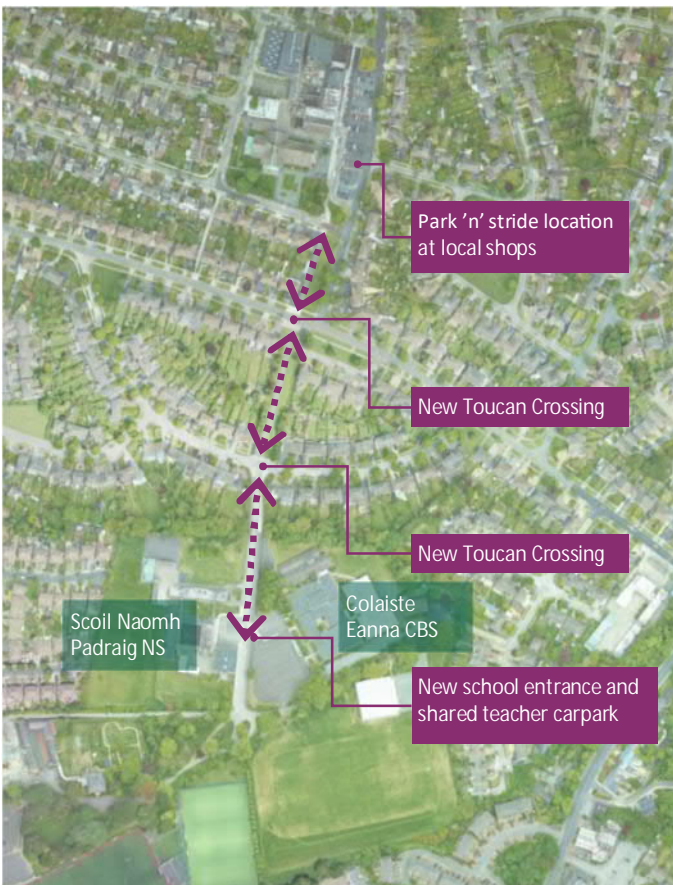 Park ’n’ stride location
at local shops
New Toucan Crossing
New Toucan Crossing
Scoil Naomh
Padraig NS
Colaiste
Eanna CBS
New school entrance and
shared teacher carpark